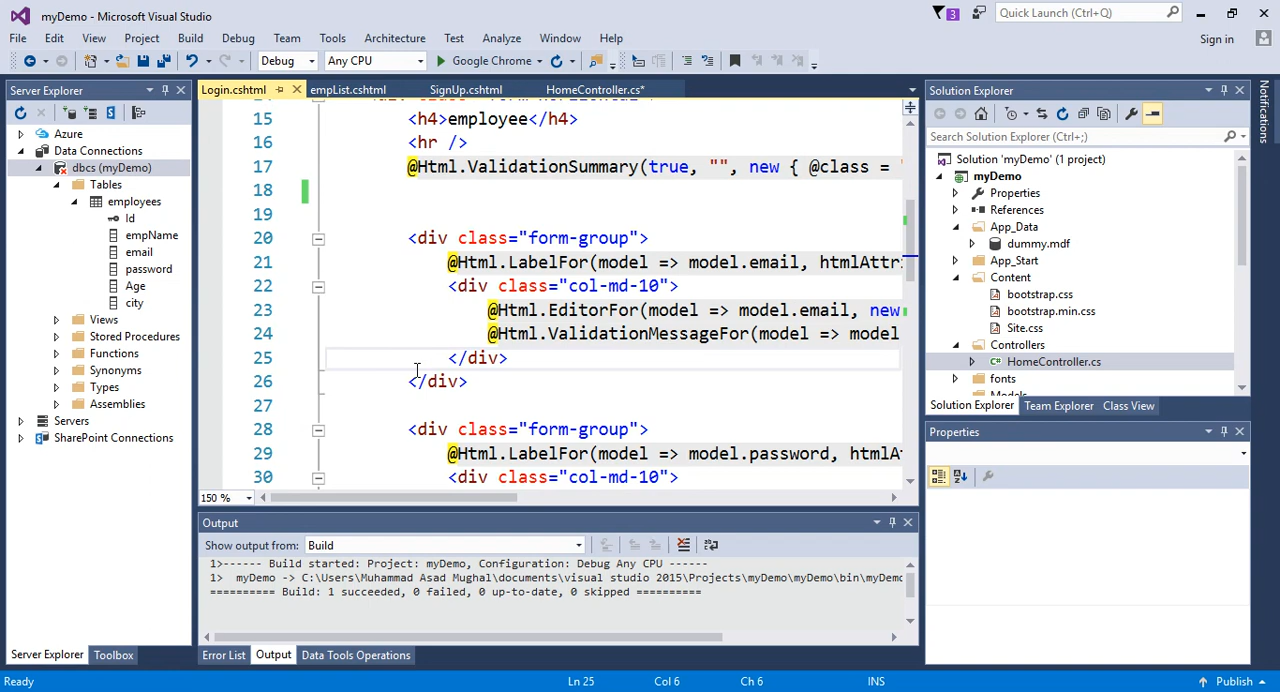 myDemo - Microsoft Visual Studio
3
Quick Launch (Ctrl+Q)
File Edit View Project Build Debug Team Tools Architecture Test Analyze Window Help
Sign in
Debug Any CPU Google Chrome
Server Explorer
Azure
Data Connections
dbcs (myDemo)
Tables
employees
Id
empName
email
password
Age
city
Views
Stored Procedures
Functions
Synonyms
Types
Assemblies
Servers
SharePoint Connections
Server Explorer Toolbox
Login.cshtml empList.cshtml SignUp.cshtml HomeController.cs*
15 <h4>employee</h4>
16 <hr />
17 @Html.ValidationSummary(true, "", new { @class =
18
19
20 <div class="form-group">
21 @Html.LabelFor(model => model.email, htmlAttri
22 <div class="col-md-10">
23 @Html.EditorFor(model => model.email, new
24 @Html.ValidationMessageFor(model => model
25 </div>
26 </div>
27
28 <div class="form-group">
29 @Html.LabelFor(model => model.password, htmlAt
30 <div class="col-md-10">
150 %
Output
Show output from: Build
1>------ Build started: Project: myDemo, Configuration: Debug Any CPU ------
1> myDemo -> C:\Users\Muhammad Asad Mughal\documents\visual studio 2015\Projects\myDemo\myDemo\bin\myDemo
========== Build: 1 succeeded, 0 failed, 0 up-to-date, 0 skipped ==========
Error List Output Data Tools Operations
Solution Explorer
Search Solution Explorer (Ctrl+;)
Solution 'myDemo' (1 project)
myDemo
Properties
References
App_Data
dummy.mdf
App_Start
Content
bootstrap.css
bootstrap.min.css
Site.css
Controllers
HomeController.cs
fonts
Solution Explorer Team Explorer Class View
Properties
Notifications
Ready Ln 25 Col 6 Ch 6 INS Publish